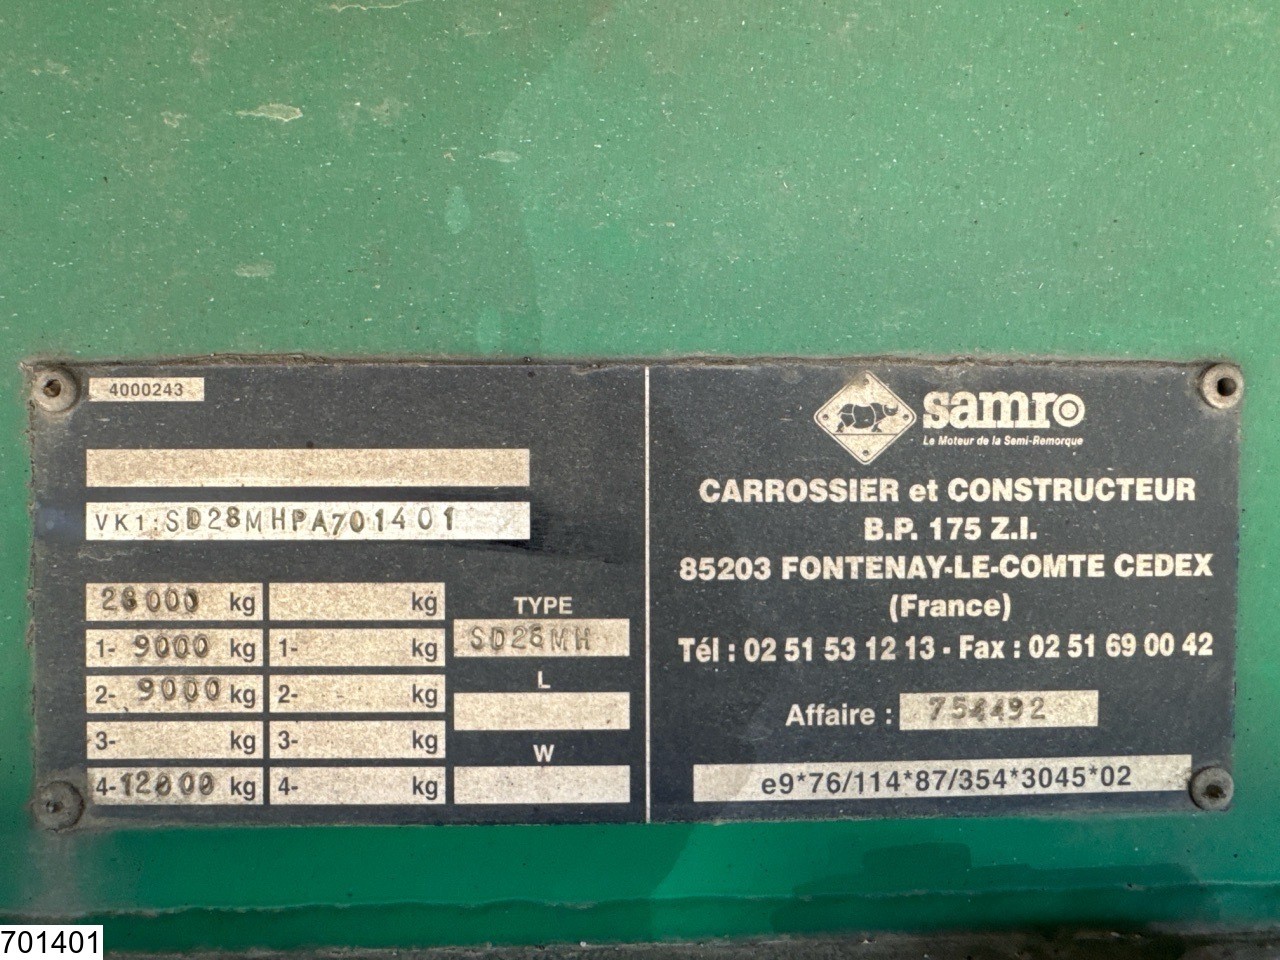 4000243
VK1:SD28MHPA701401
28000 kg
kg
1- 9000 kg
1- kg
2- 9000 kg
2- kg
3- kg
3- kg
4- 12000 kg
4- kg
TYPE
SD28MH
L
W
samro
Le Moteur de la Semi-Remorque
CARROSSIER et CONSTRUCTEUR
B.P. 175 Z.I.
85203 FONTENAY-LE-COMTE CEDEX
(France)
Tél : 02 51 53 12 13 - Fax : 02 51 69 00 42
Affaire : 754492
e9*76/114*87/354*3045*02
701401